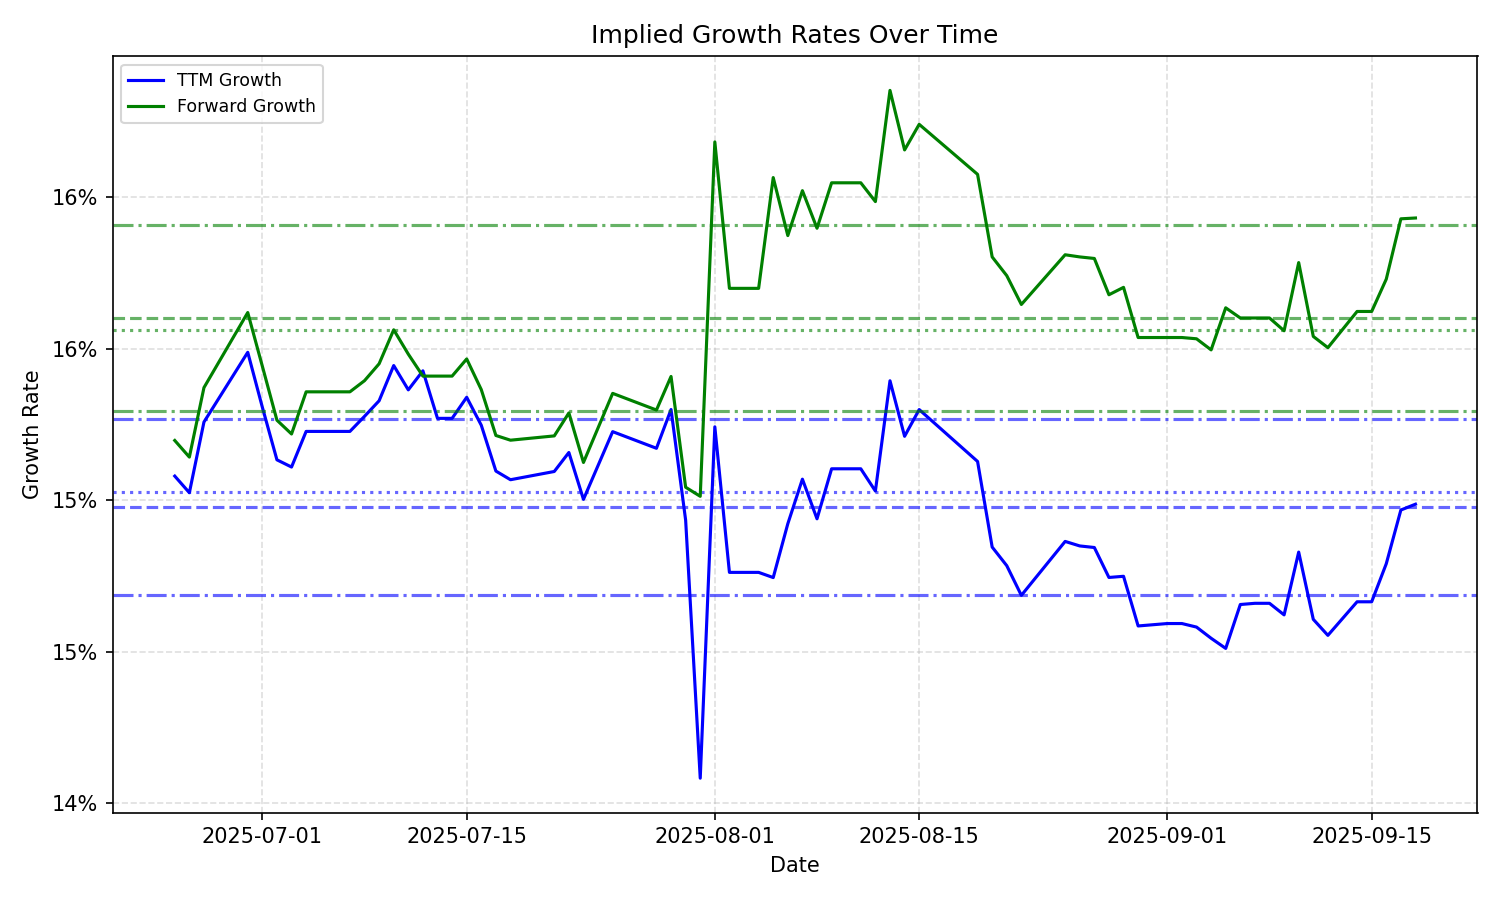 Implied Growth Rates Over Time
TTM Growth
Forward Growth
Growth Rate
16%
16%
15%
15%
14%
2025-07-01
2025-07-15
2025-08-01
2025-08-15
2025-09-01
2025-09-15
Date